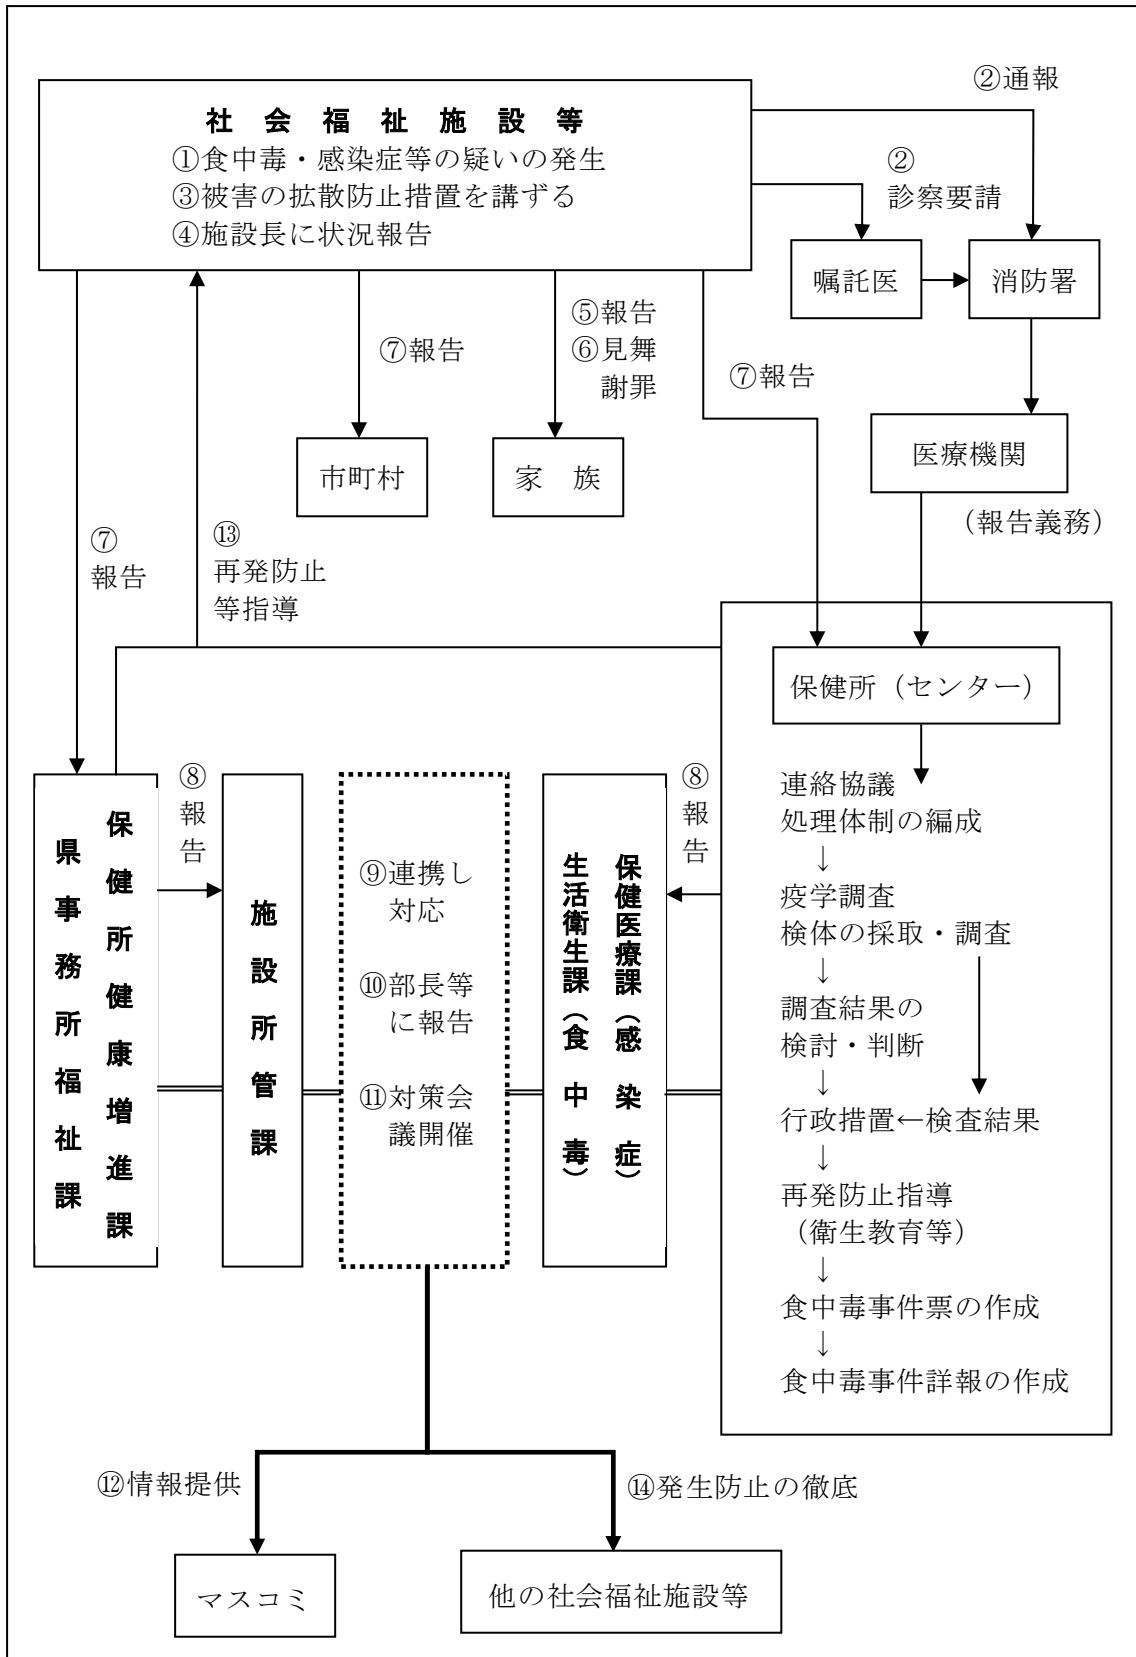 ②通報
社会福祉施設等
①食中毒・感染症等の疑いの発生
③被害の拡散防止措置を講ずる
④施設長に状況報告
②
診察要請
嘱託医
消防署
⑤報告
⑥見舞
謝罪
⑦報告
⑦報告
市町村
家　族
医療機関
（報告義務）
⑦
報告
⑬
再発防止
等指導
保健所（センター）
連絡協議
処理体制の編成
↓
疫学調査
検体の採取・調査
↓
調査結果の
検討・判断
↓
行政措置←検査結果
↓
再発防止指導
（衛生教育等）
↓
食中毒事件票の作成
↓
食中毒事件詳報の作成
保健所健康増進課
県事務所福祉課
⑧
報
告
施設所管課
⑨連携し
対応
⑩部長等
に報告
⑪対策会
議開催
保健医療課（感染症）
生活衛生課（食中毒）
⑧
報
告
⑫情報提供
⑭発生防止の徹底
マスコミ
他の社会福祉施設等